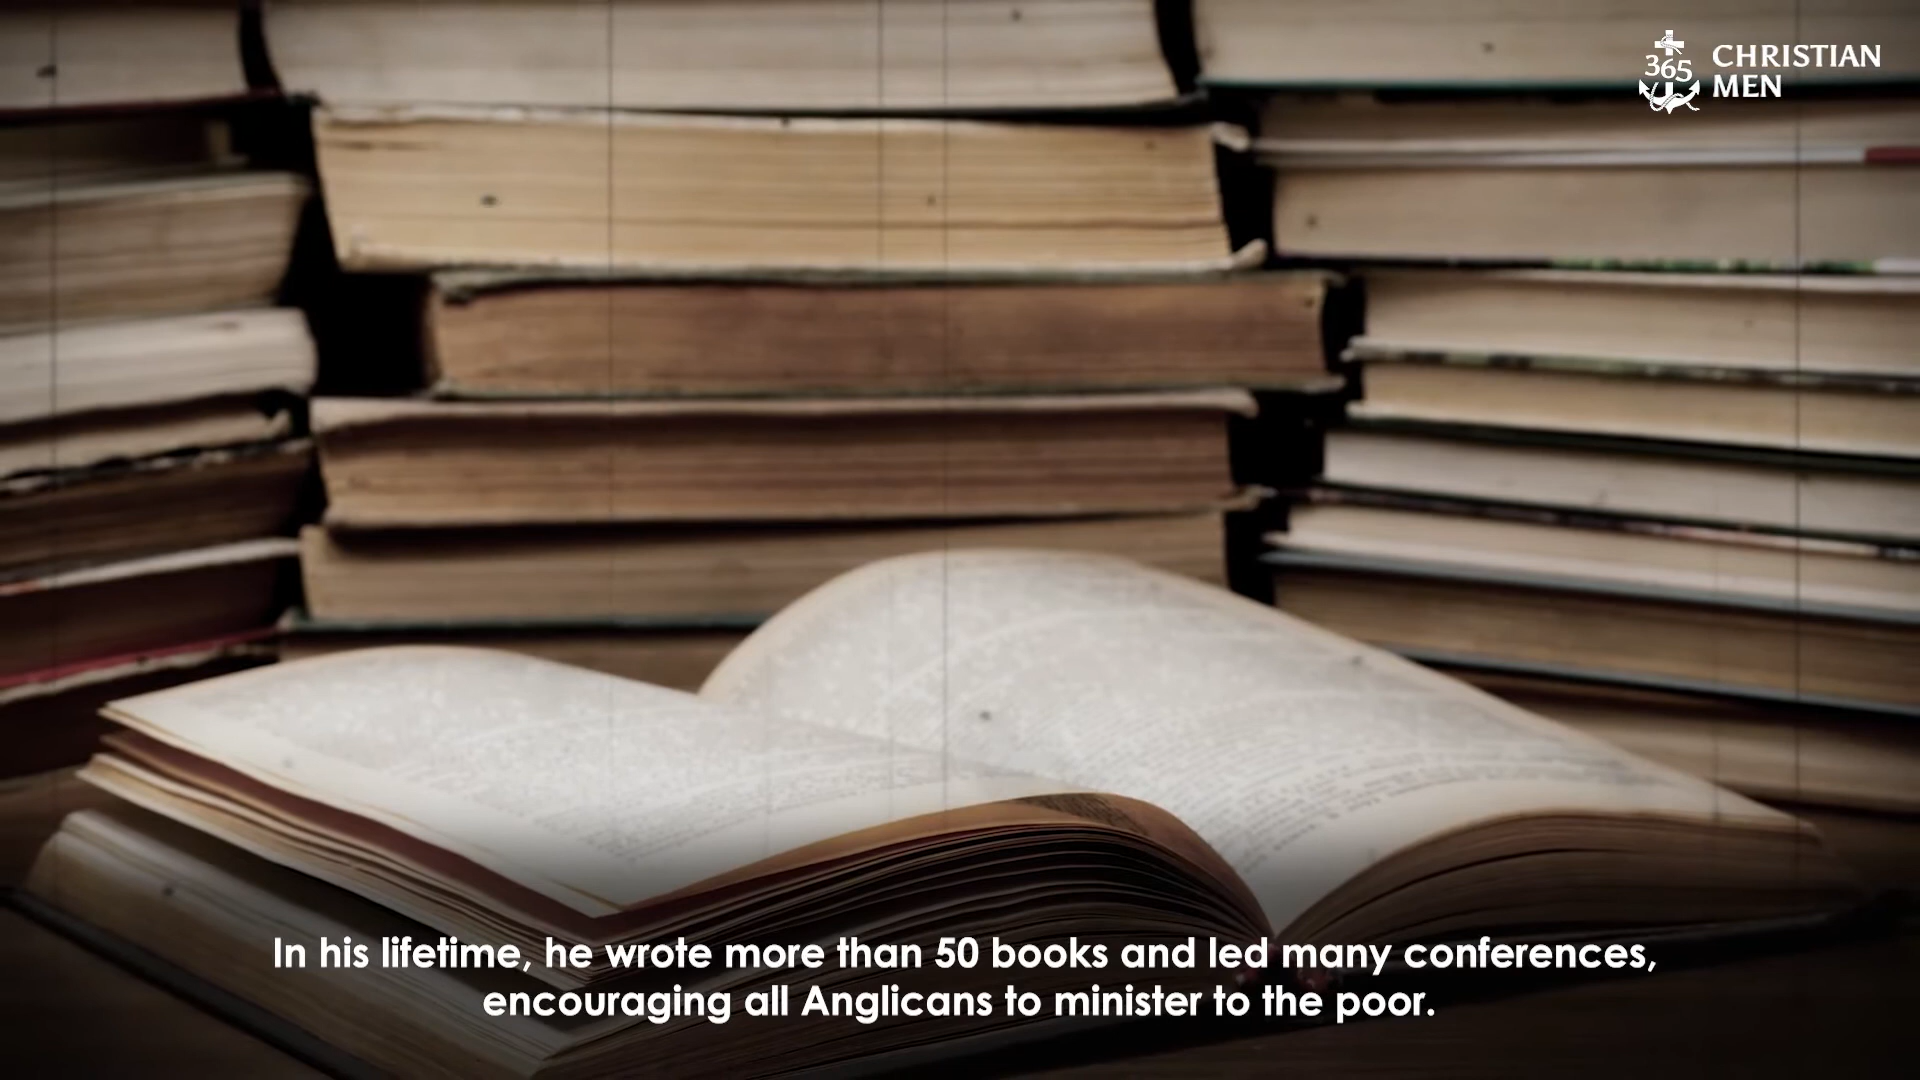 365
CHRISTIAN
MEN
In his lifetime, he wrote more than 50 books and led many conferences,
encouraging all Anglicans to minister to the poor.